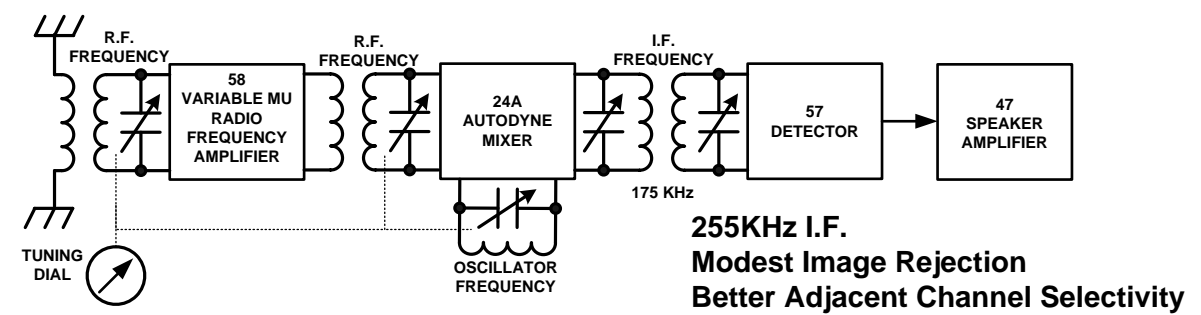 R.F.
FREQUENCY
58
VARIABLE MU
RADIO
FREQUENCY
AMPLIFIER
R.F.
FREQUENCY
24A
AUTODYNE
MIXER
I.F.
FREQUENCY
175 KHz
57
DETECTOR
47
SPEAKER
AMPLIFIER
TUNING
DIAL
OSCILLATOR
FREQUENCY
255KHz I.F.
Modest Image Rejection
Better Adjacent Channel Selectivity